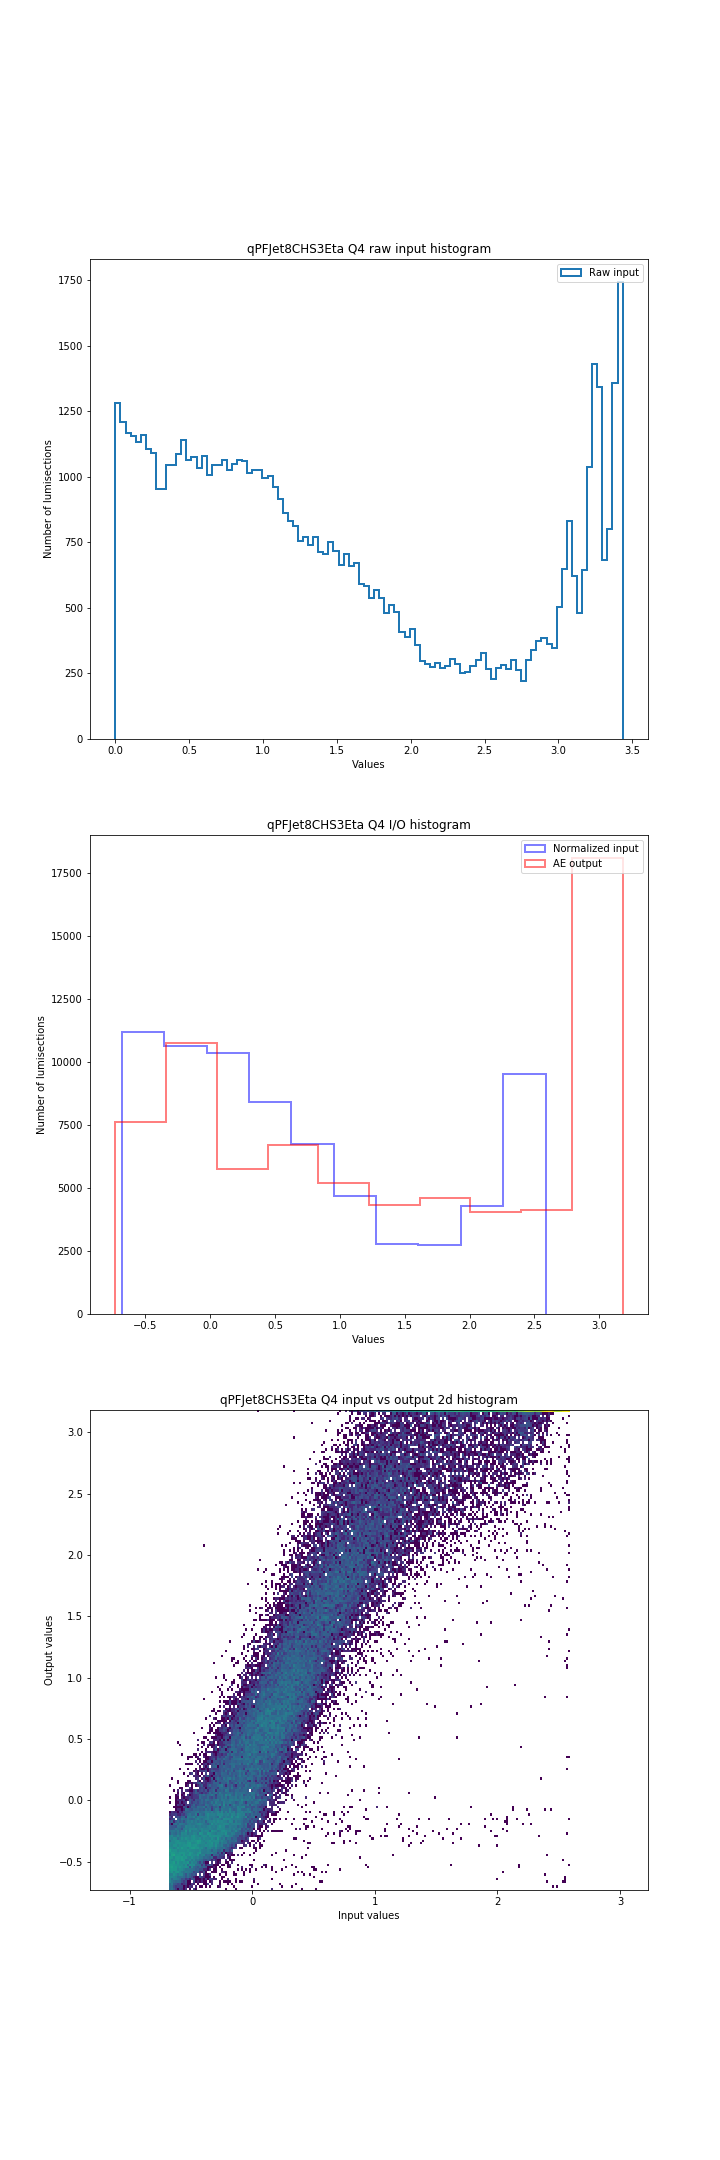 qPFJet8CHS3Eta Q4 raw input histogram
Raw input
1750
1500
1250
1000
750
500
250
0
Number of lumisections
0.0 0.5 1.0 1.5 2.0 2.5 3.0 3.5
Values
qPFJet8CHS3Eta Q4 I/O histogram
Normalized input
AE output
17500
15000
12500
10000
7500
5000
2500
0
Number of lumisections
−0.5 0.0 0.5 1.0 1.5 2.0 2.5 3.0
Values
qPFJet8CHS3Eta Q4 input vs output 2d histogram
3.0
2.5
2.0
1.5
1.0
0.5
0.0
−0.5
Output values
−1 0 1 2 3
Input values